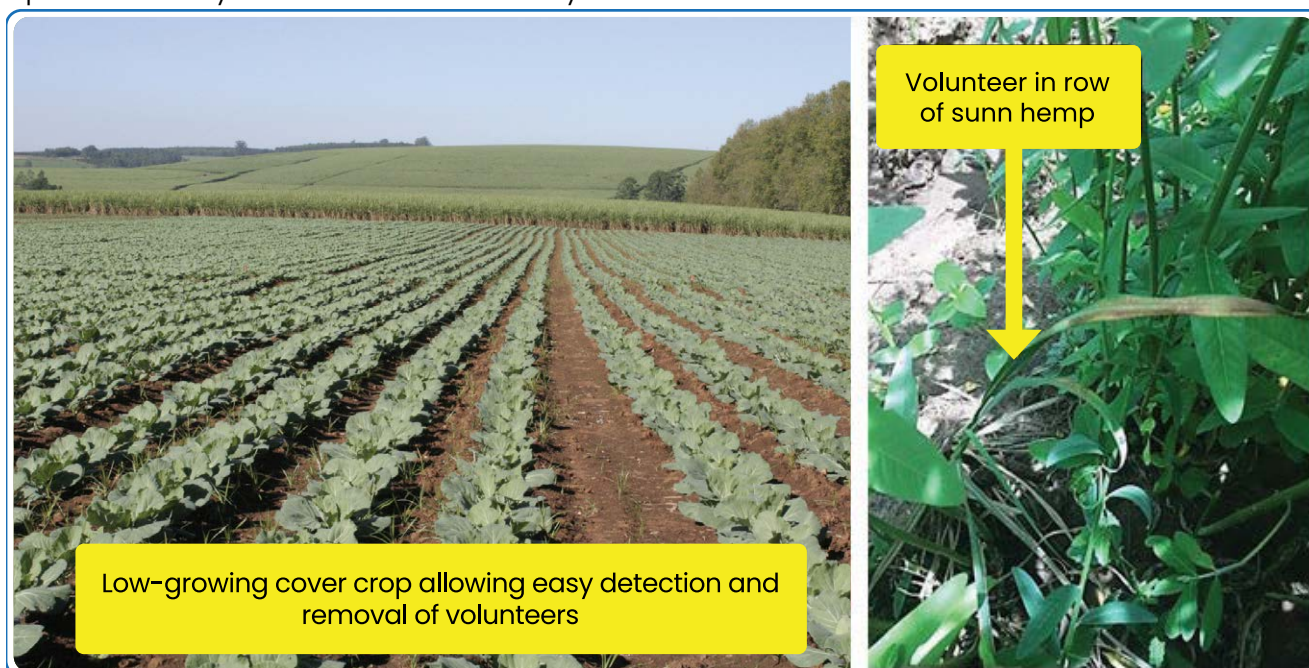 Volunteer in row
of sunn hemp
Low-growing cover crop allowing easy detection and
removal of volunteers